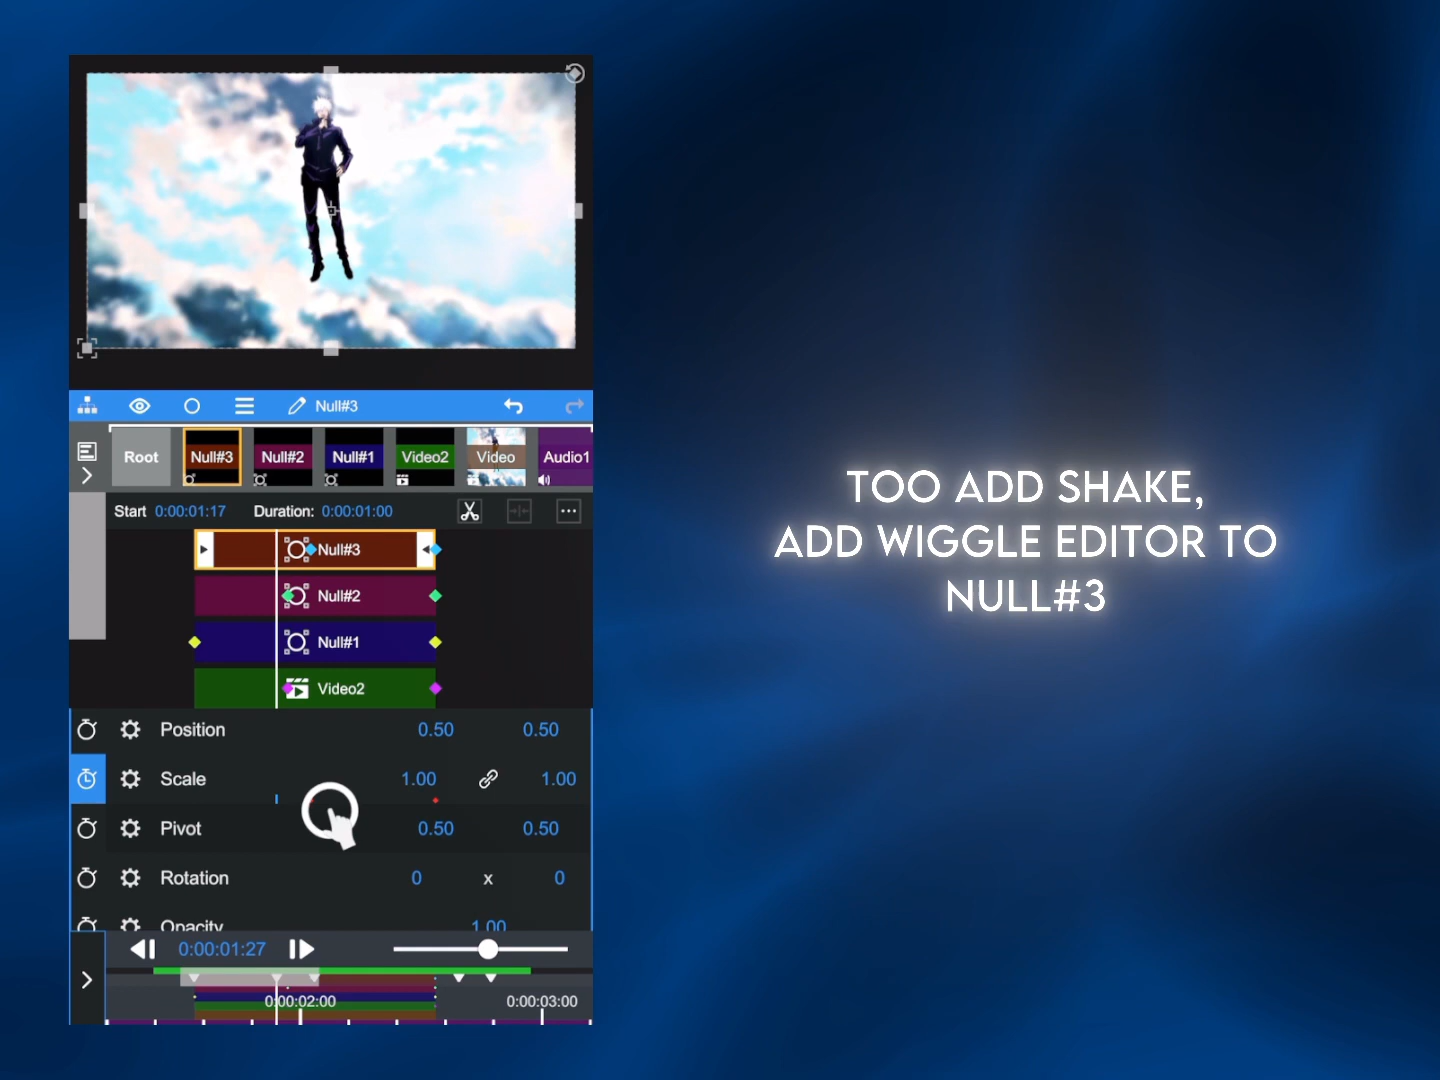 Null#3
Root Null#3 Null#2 Null#1 Video2 Video Audio1
Start 0:00:01:17 Duration: 0:00:01:00
Null#3
Null#2
Null#1
Video2
Position 0.50 0.50
Scale 1.00 1.00
Pivot 0.50 0.50
Rotation 0 x 0
Opacity 1.00
0:00:01:27
0:00:02:00 0:00:03:00
TOO ADD SHAKE,
ADD WIGGLE EDITOR TO
NULL#3